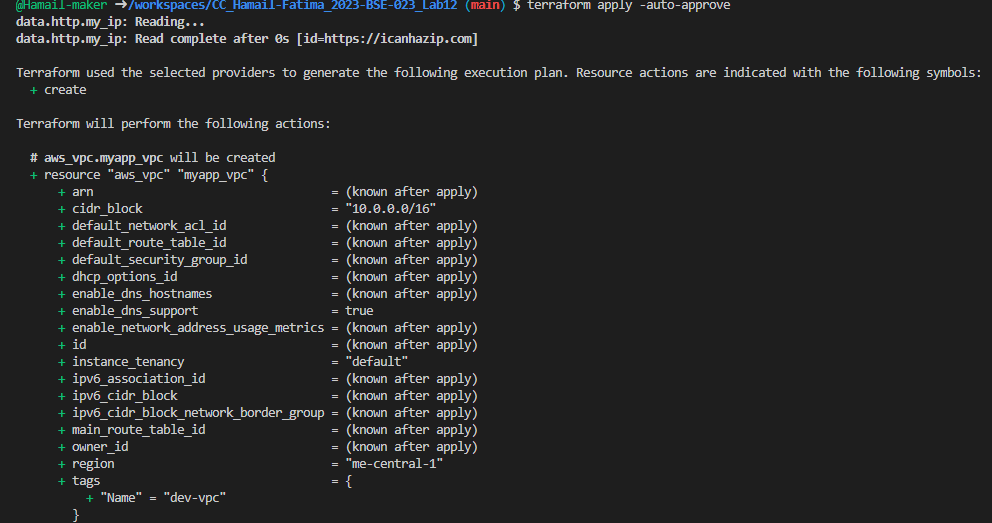 @Hamail-maker ➜/workspaces/CC_Hamail-Fatima_2023-BSE-023_Lab12 (main) $ terraform apply -auto-approve
data.http.my_ip: Reading...
data.http.my_ip: Read complete after 0s [id=https://icanhazip.com]
Terraform used the selected providers to generate the following execution plan. Resource actions are indicated with the following symbols:
+ create
Terraform will perform the following actions:
# aws_vpc.myapp_vpc will be created
+ resource "aws_vpc" "myapp_vpc" {
+ arn = (known after apply)
+ cidr_block = "10.0.0.0/16"
+ default_network_acl_id = (known after apply)
+ default_route_table_id = (known after apply)
+ default_security_group_id = (known after apply)
+ dhcp_options_id = (known after apply)
+ enable_dns_hostnames = (known after apply)
+ enable_dns_support = true
+ enable_network_address_usage_metrics = (known after apply)
+ id = (known after apply)
+ instance_tenancy = "default"
+ ipv6_association_id = (known after apply)
+ ipv6_cidr_block = (known after apply)
+ ipv6_cidr_block_network_border_group = (known after apply)
+ main_route_table_id = (known after apply)
+ owner_id = (known after apply)
+ region = "me-central-1"
+ tags = {
+ "Name" = "dev-vpc"
}